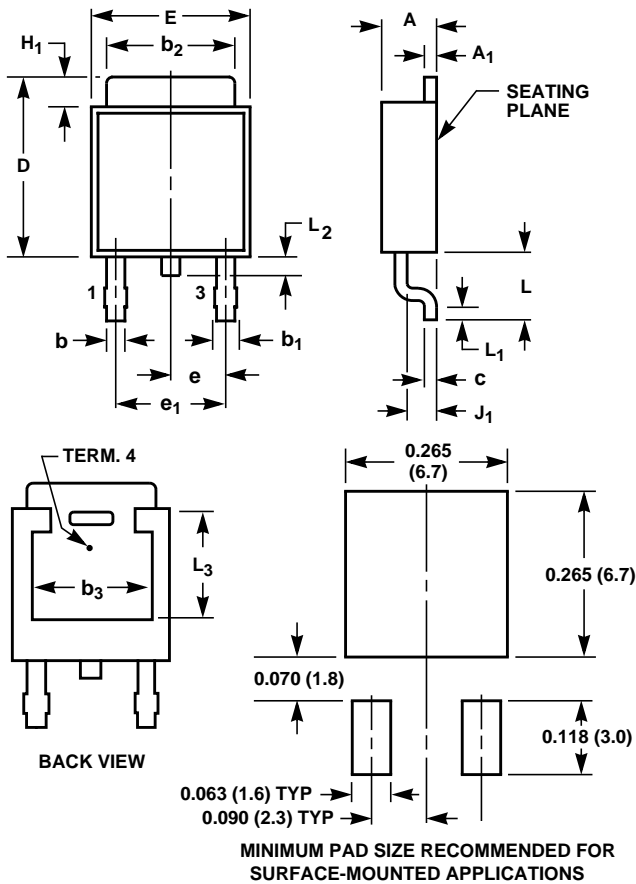 E
b2
H1
D
L2
1
3
b
b1
e
e1
A
A1
SEATING
PLANE
L
L1
c
J1
TERM. 4
b3
L3
BACK VIEW
0.265
(6.7)
0.265 (6.7)
0.070 (1.8)
0.118 (3.0)
0.063 (1.6) TYP
0.090 (2.3) TYP
MINIMUM PAD SIZE RECOMMENDED FOR
SURFACE-MOUNTED APPLICATIONS